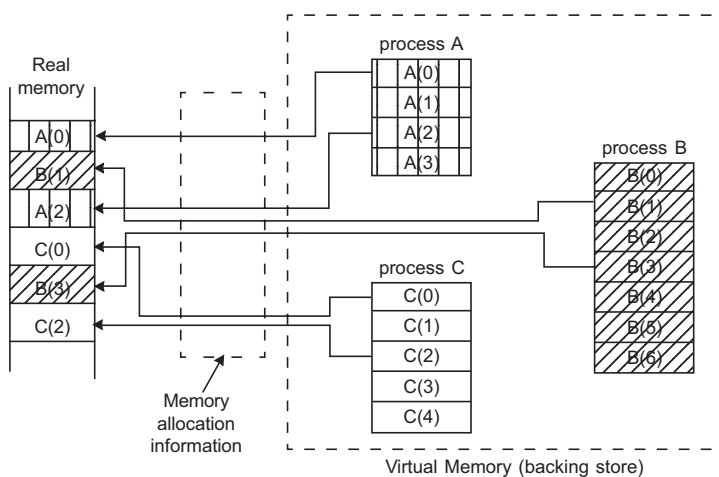 Real
memory
A(0)
B(1)
A(2)
C(0)
B(3)
C(2)
Memory
allocation
information
process A
A(0)
A(1)
A(2)
A(3)
process B
B(0)
B(1)
B(2)
B(3)
B(4)
B(5)
B(6)
process C
C(0)
C(1)
C(2)
C(3)
C(4)
Virtual Memory (backing store)